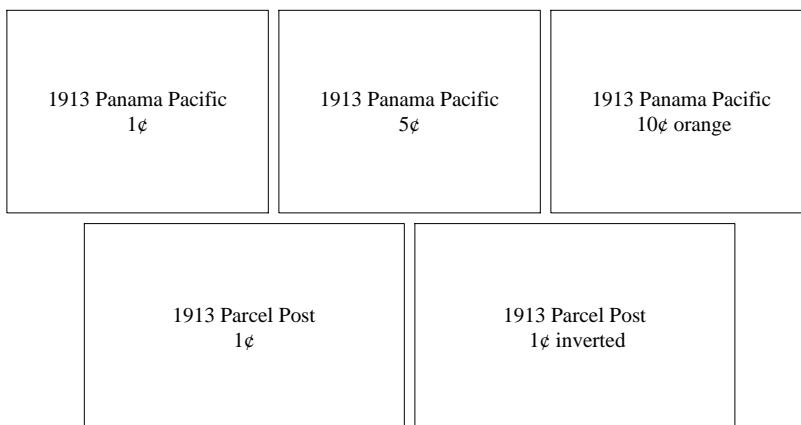 1913 Panama Pacific
1¢
1913 Panama Pacific
5¢
1913 Panama Pacific
10¢ orange
1913 Parcel Post
1¢
1913 Parcel Post
1¢ inverted